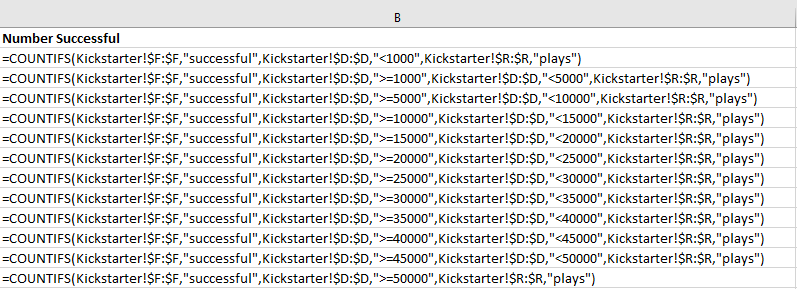 B
Number Successful
=COUNTIFS(Kickstarter!$F:$F,"successful",Kickstarter!$D:$D,"<1000",Kickstarter!$R:$R,"plays")
=COUNTIFS(Kickstarter!$F:$F,"successful",Kickstarter!$D:$D,">=1000",Kickstarter!$D:$D,"<5000",Kickstarter!$R:$R,"plays")
=COUNTIFS(Kickstarter!$F:$F,"successful",Kickstarter!$D:$D,">=5000",Kickstarter!$D:$D,"<10000",Kickstarter!$R:$R,"plays")
=COUNTIFS(Kickstarter!$F:$F,"successful",Kickstarter!$D:$D,">=10000",Kickstarter!$D:$D,"<15000",Kickstarter!$R:$R,"plays")
=COUNTIFS(Kickstarter!$F:$F,"successful",Kickstarter!$D:$D,">=15000",Kickstarter!$D:$D,"<20000",Kickstarter!$R:$R,"plays")
=COUNTIFS(Kickstarter!$F:$F,"successful",Kickstarter!$D:$D,">=20000",Kickstarter!$D:$D,"<25000",Kickstarter!$R:$R,"plays")
=COUNTIFS(Kickstarter!$F:$F,"successful",Kickstarter!$D:$D,">=25000",Kickstarter!$D:$D,"<30000",Kickstarter!$R:$R,"plays")
=COUNTIFS(Kickstarter!$F:$F,"successful",Kickstarter!$D:$D,">=30000",Kickstarter!$D:$D,"<35000",Kickstarter!$R:$R,"plays")
=COUNTIFS(Kickstarter!$F:$F,"successful",Kickstarter!$D:$D,">=35000",Kickstarter!$D:$D,"<40000",Kickstarter!$R:$R,"plays")
=COUNTIFS(Kickstarter!$F:$F,"successful",Kickstarter!$D:$D,">=40000",Kickstarter!$D:$D,"<45000",Kickstarter!$R:$R,"plays")
=COUNTIFS(Kickstarter!$F:$F,"successful",Kickstarter!$D:$D,">=45000",Kickstarter!$D:$D,"<50000",Kickstarter!$R:$R,"plays")
=COUNTIFS(Kickstarter!$F:$F,"successful",Kickstarter!$D:$D,">=50000",Kickstarter!$R:$R,"plays")